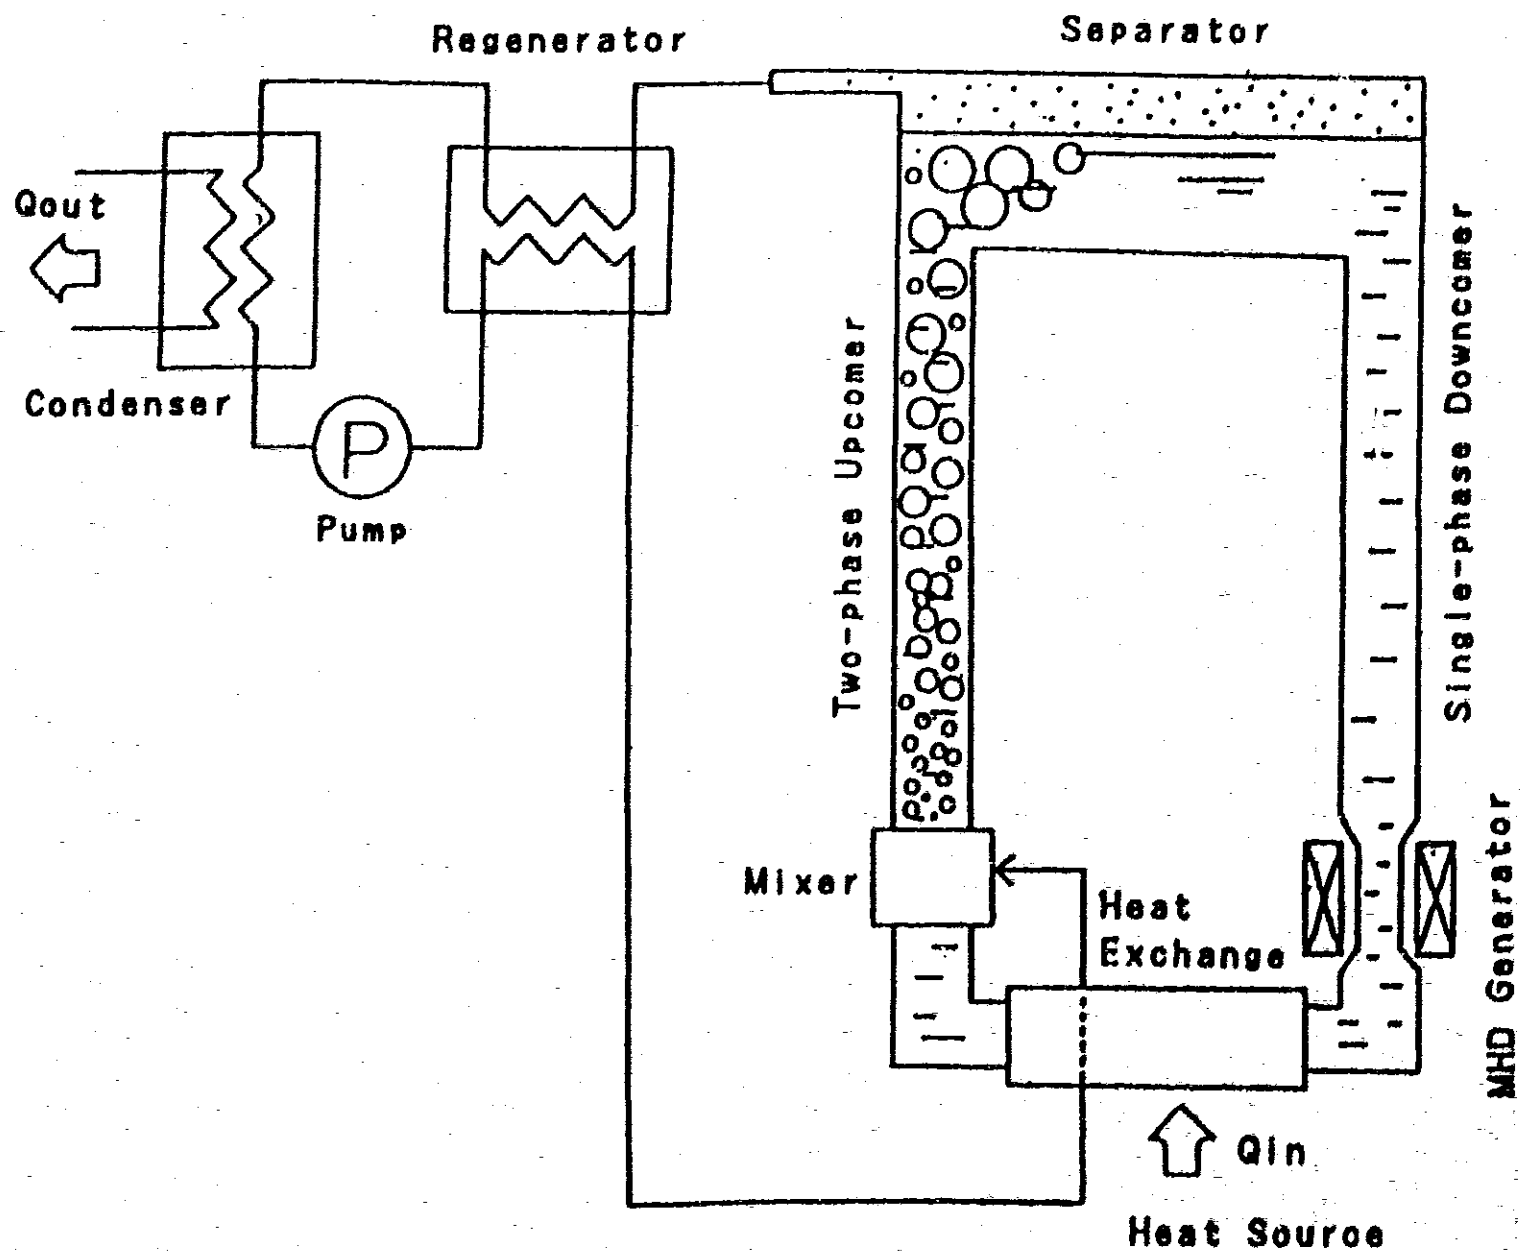 Regenerator
Separator
Qout
Condenser
P
Pump
Two-phase Upcomer
Single-phase Downcomer
Mixer
Heat
Exchange
MHD Generator
QIn
Heat Source